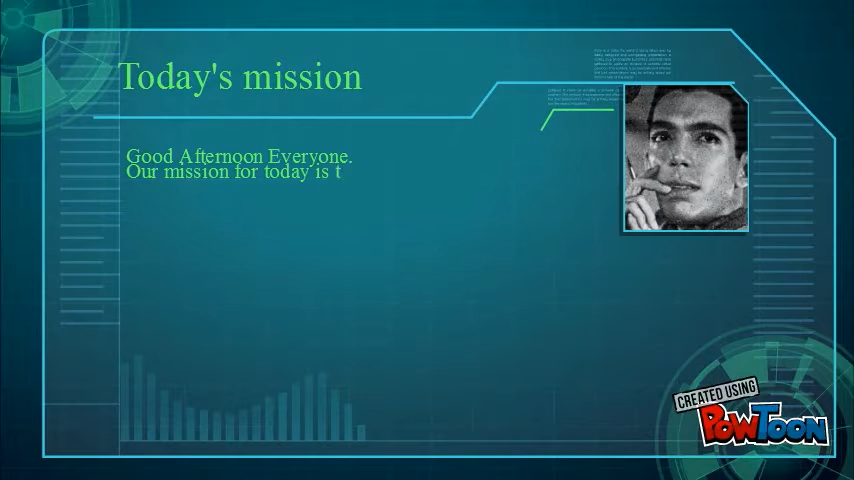 Today's mission
Good Afternoon Everyone.
Our mission for today is t
CREATED USING
POWTOON